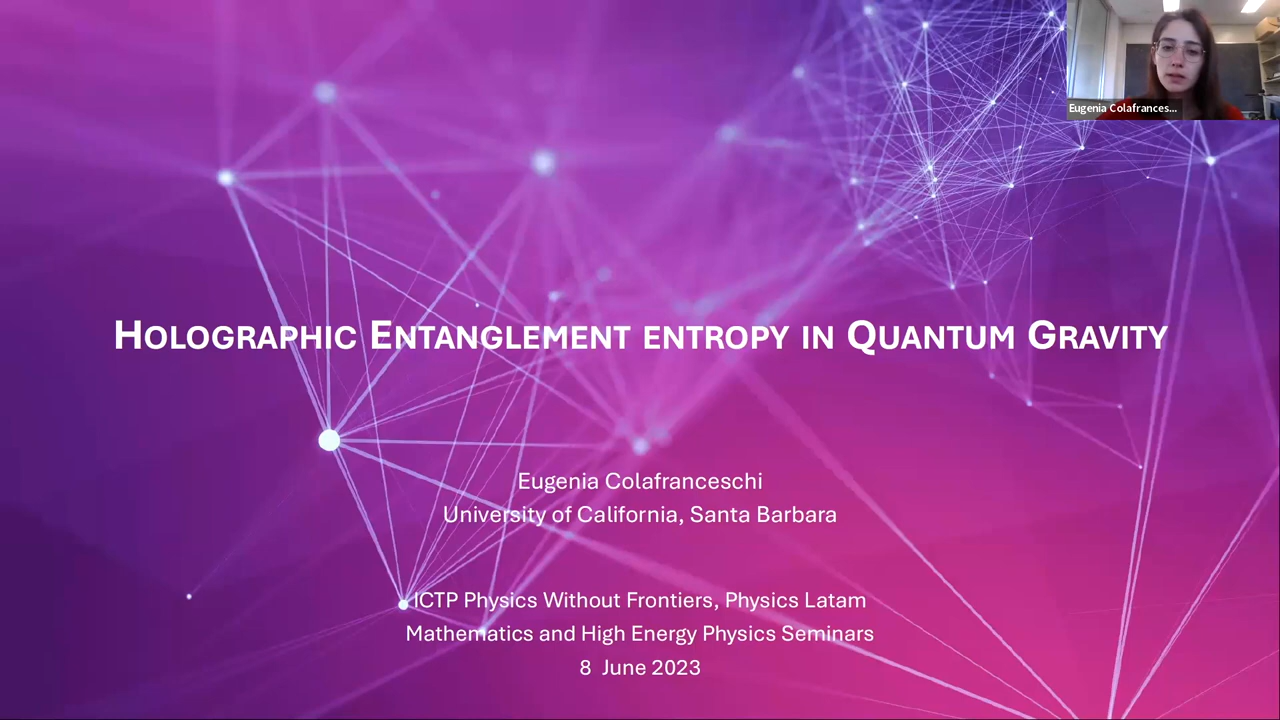 Eugenia Colafrances...
HOLOGRAPHIC ENTANGLEMENT ENTROPY IN QUANTUM GRAVITY
Eugenia Colafranceschi
University of California, Santa Barbara
ICTP Physics Without Frontiers, Physics Latam
Mathematics and High Energy Physics Seminars
8 June 2023